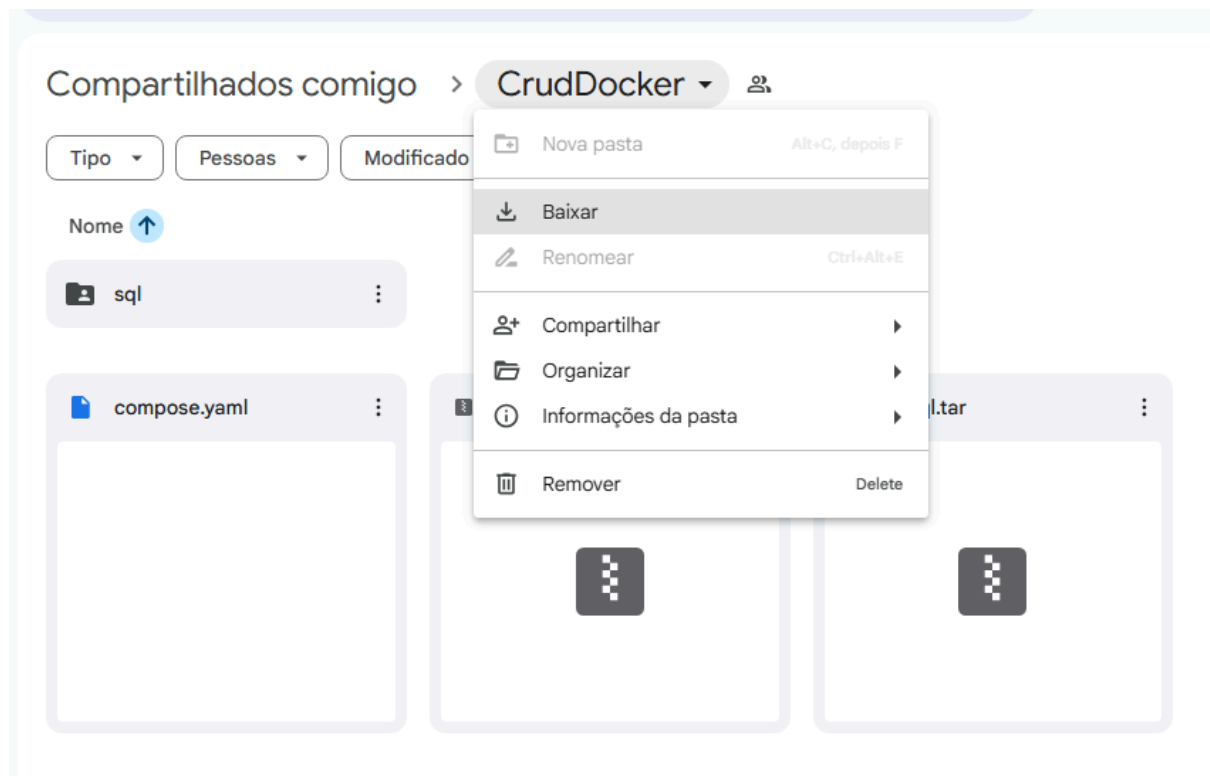 Compartilhados comigo > CrudDocker
Tipo Pessoas Modificado
Nova pasta Alt+C, depois F
Baixar
Nome
Renomear Ctrl+Alt+E
sql
Compartilhar
Organizar
Informações da pasta
compose.yaml
l.tar
Remover Delete